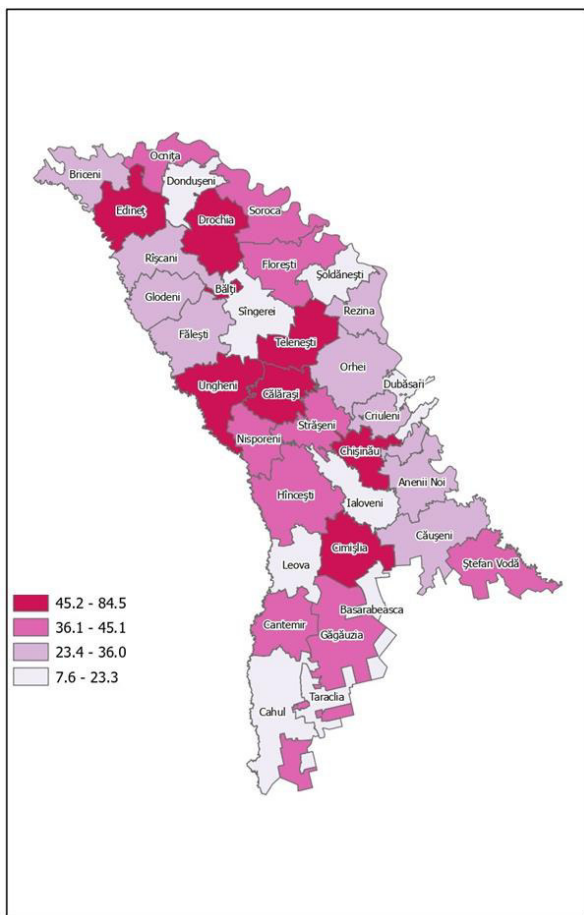 Ocnița
Briceni
Dondușeni
Edineț
Soroca
Drochia
Rîșcani
Florești
Șoldănești
Bălți
Glodeni
Sîngerei
Rezina
Fălești
Telenești
Orhei
Ungheni
Dubăsari
Călărași
Criuleni
Strășeni
Nisporeni
Chișinău
Anenii Noi
Hîncești
Ialoveni
Căușeni
Cimișlia
Leova
Ștefan Vodă
Basarabeasca
Cantemir
Găgăuzia
Taraclia
Cahul
45.2 - 84.5
36.1 - 45.1
23.4 - 36.0
7.6 - 23.3